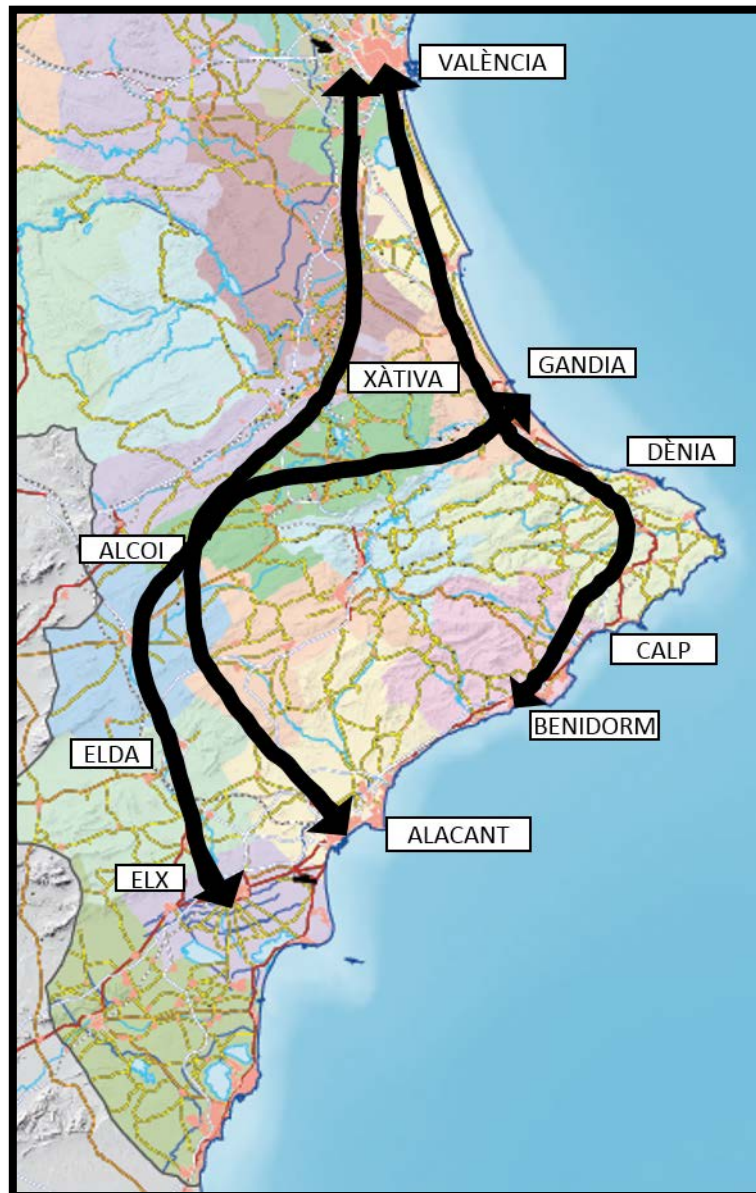 VALÈNCIA
GANDIA
XÀTIVA
DÈNIA
ALCOI
CALP
BENIDORM
ELDA
ALACANT
ELX